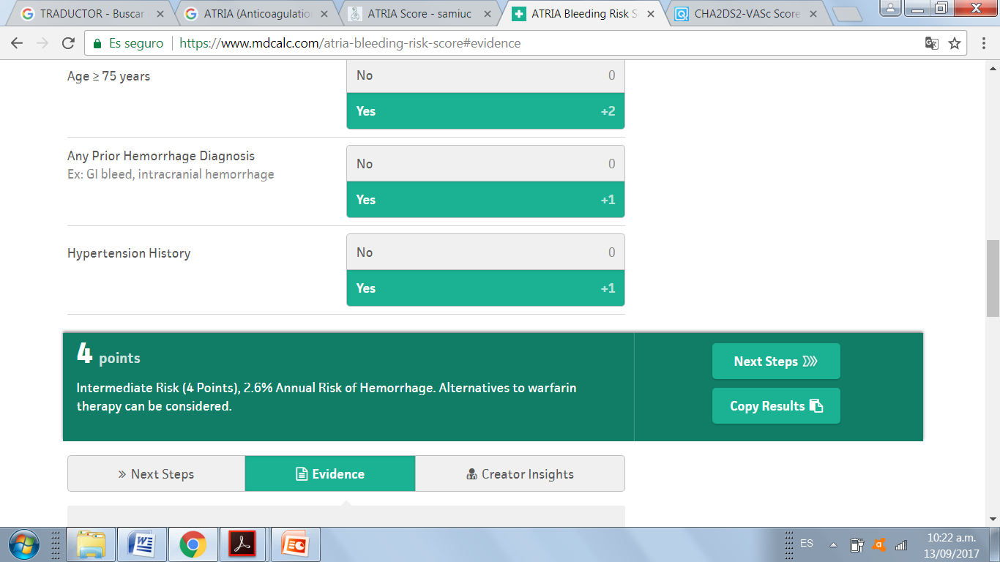 TRADUCTOR - Buscar
ATRIA (Anticoagulatio
ATRIA Score - samiuc
ATRIA Bleeding Risk S
CHA2DS2-VASc Score
Es seguro
https://www.mdcalc.com/atria-bleeding-risk-score#evidence
Age ≥ 75 years
No 0
Yes +2
Any Prior Hemorrhage Diagnosis
Ex: GI bleed, intracranial hemorrhage
No 0
Yes +1
Hypertension History
No 0
Yes +1
4 points
Intermediate Risk (4 Points), 2.6% Annual Risk of Hemorrhage. Alternatives to warfarin
therapy can be considered.
Next Steps
Copy Results
Next Steps
Evidence
Creator Insights
ES
10:22 a.m.
13/09/2017